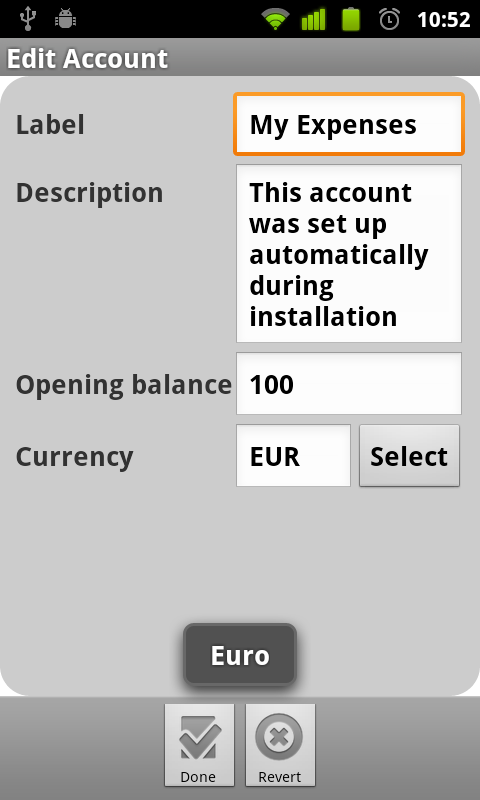 10:52
Edit Account
Label
My Expenses
Description
This account
was set up
automatically
during
installation
Opening balance
100
Currency
EUR
Select
Euro
Done
Revert